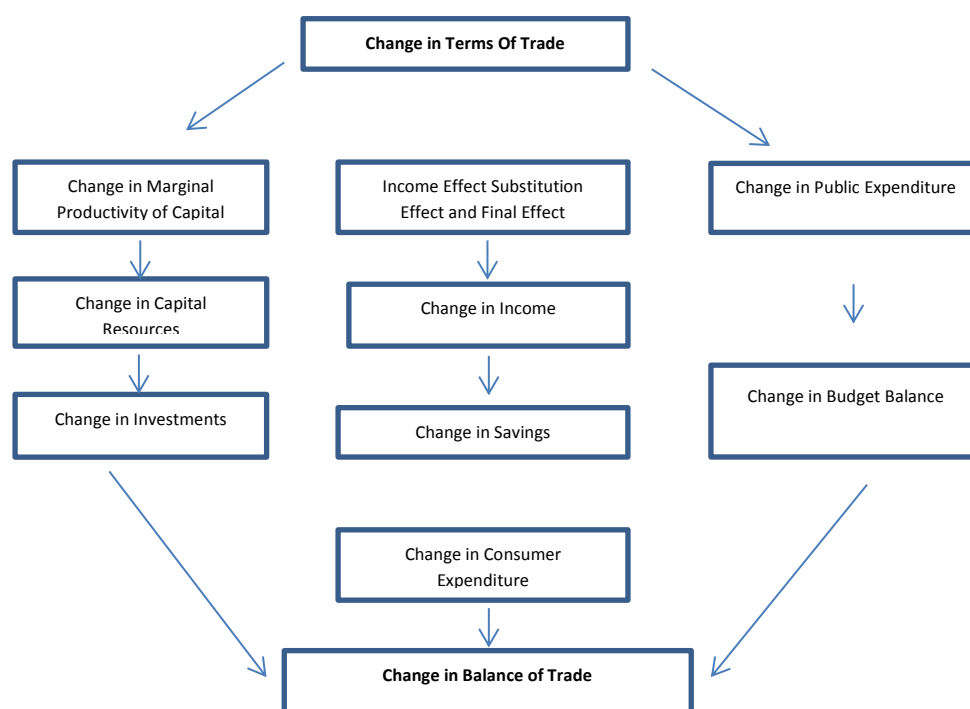 Change in Terms Of Trade
Change in Marginal
Productivity of Capital
Income Effect Substitution
Effect and Final Effect
Change in Public Expenditure
Change in Capital
Resources
Change in Income
Change in Investments
Change in Savings
Change in Budget Balance
Change in Consumer
Expenditure
Change in Balance of Trade